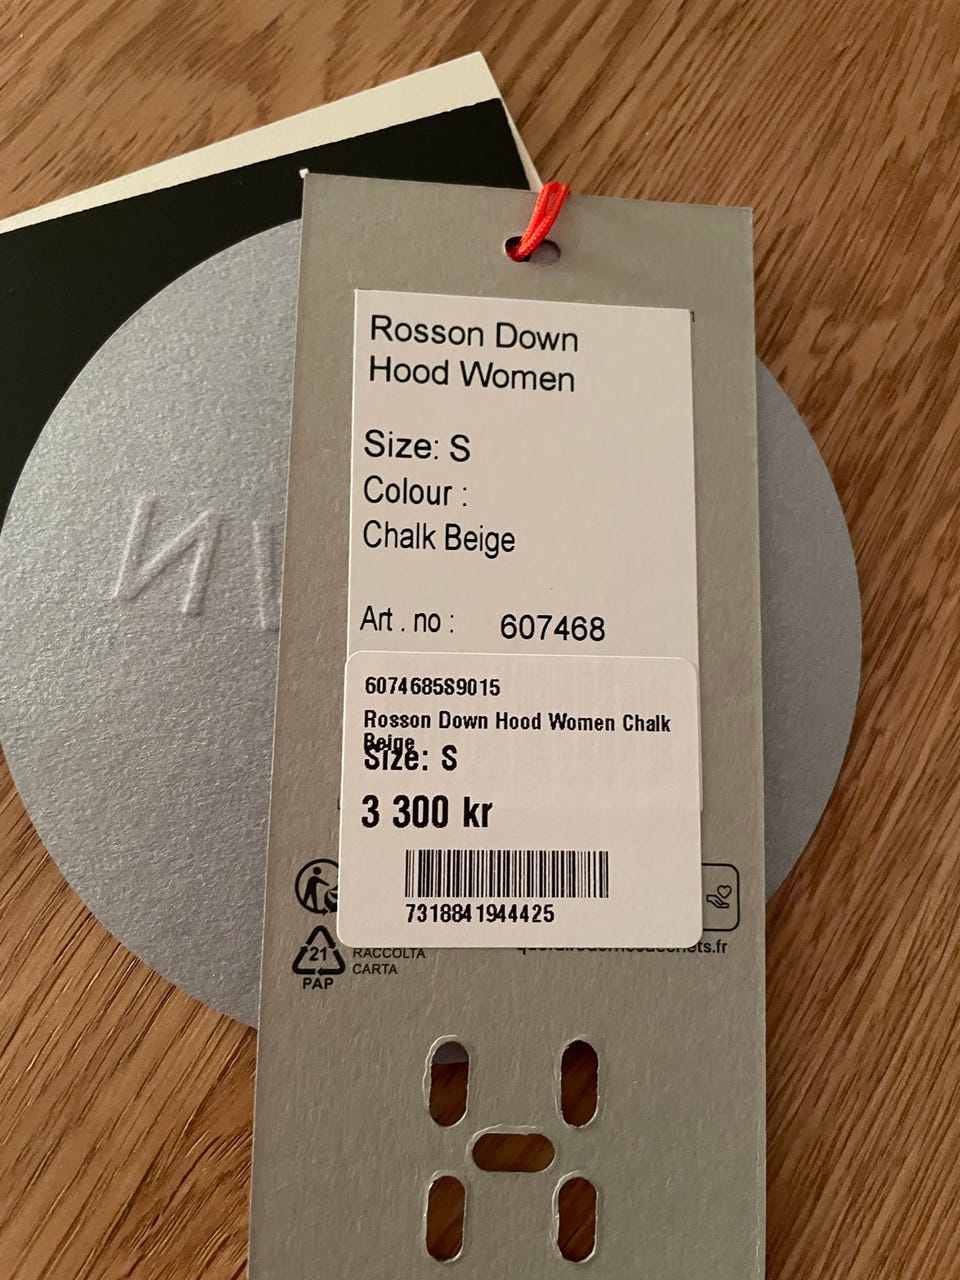 Rosson Down
Hood Women
Size: S
Colour :
Chalk Beige
Art . no : 607468
607468S89015
Rosson Down Hood Women Chalk
Beige
Size: S
3 300 kr
7318841944425
21
PAP
RACCOLTA
CARTA